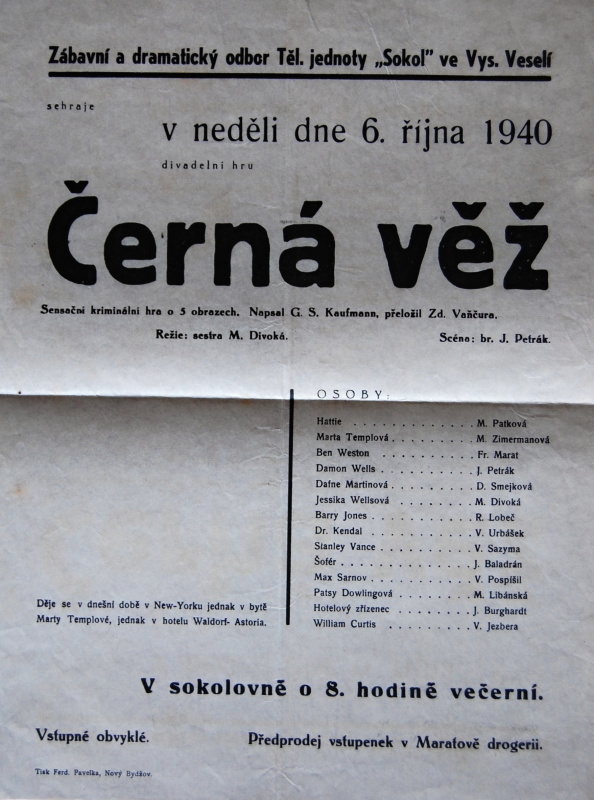 Zábavní a dramatický odbor Těl. jednoty „Sokol” ve Vys. Veselí
sehraje
v neděli dne 6. října 1940
divadelní hru
Černá věž
Sensační kriminální hra o 5 obrazech. Napsal G. S. Kaufmann, přeložil Zd. Vančura.
Režie: sestra M. Divoká. Scéna: br. J. Petrák.
OSOBY:
Hattie . . . . . . . . . . . . . . M. Patková
Marta Templová . . . . . . . . . M. Zimermanová
Ben Weston . . . . . . . . . . . Fr. Marat
Damon Wells . . . . . . . . . . . J. Petrák
Dafne Martinová . . . . . . . . . D. Smejková
Jessika Wellsová . . . . . . . . M. Divoká
Barry Jones . . . . . . . . . . . R. Lobeč
Dr. Kendal . . . . . . . . . . . V. Urbášek
Stanley Vance . . . . . . . . . . V. Sazyma
Šofér . . . . . . . . . . . . . . J. Baladrán
Max Sarnov . . . . . . . . . . . V. Pospíšil
Patsy Dowlingová . . . . . . . . M. Libánská
Hotelový zřízenec . . . . . . . . J. Burghardt
William Curtis . . . . . . . . . V. Jezbera
Děje se v dnešní době v New-Yorku jednak v bytě
Marty Templové, jednak v hotelu Waldorf-Astoria.
V sokolovně o 8. hodině večerní.
Vstupné obvyklé. Předprodej vstupenek v Maratově drogerii.
Tisk Ferd. Pavelka, Nový Bydžov.